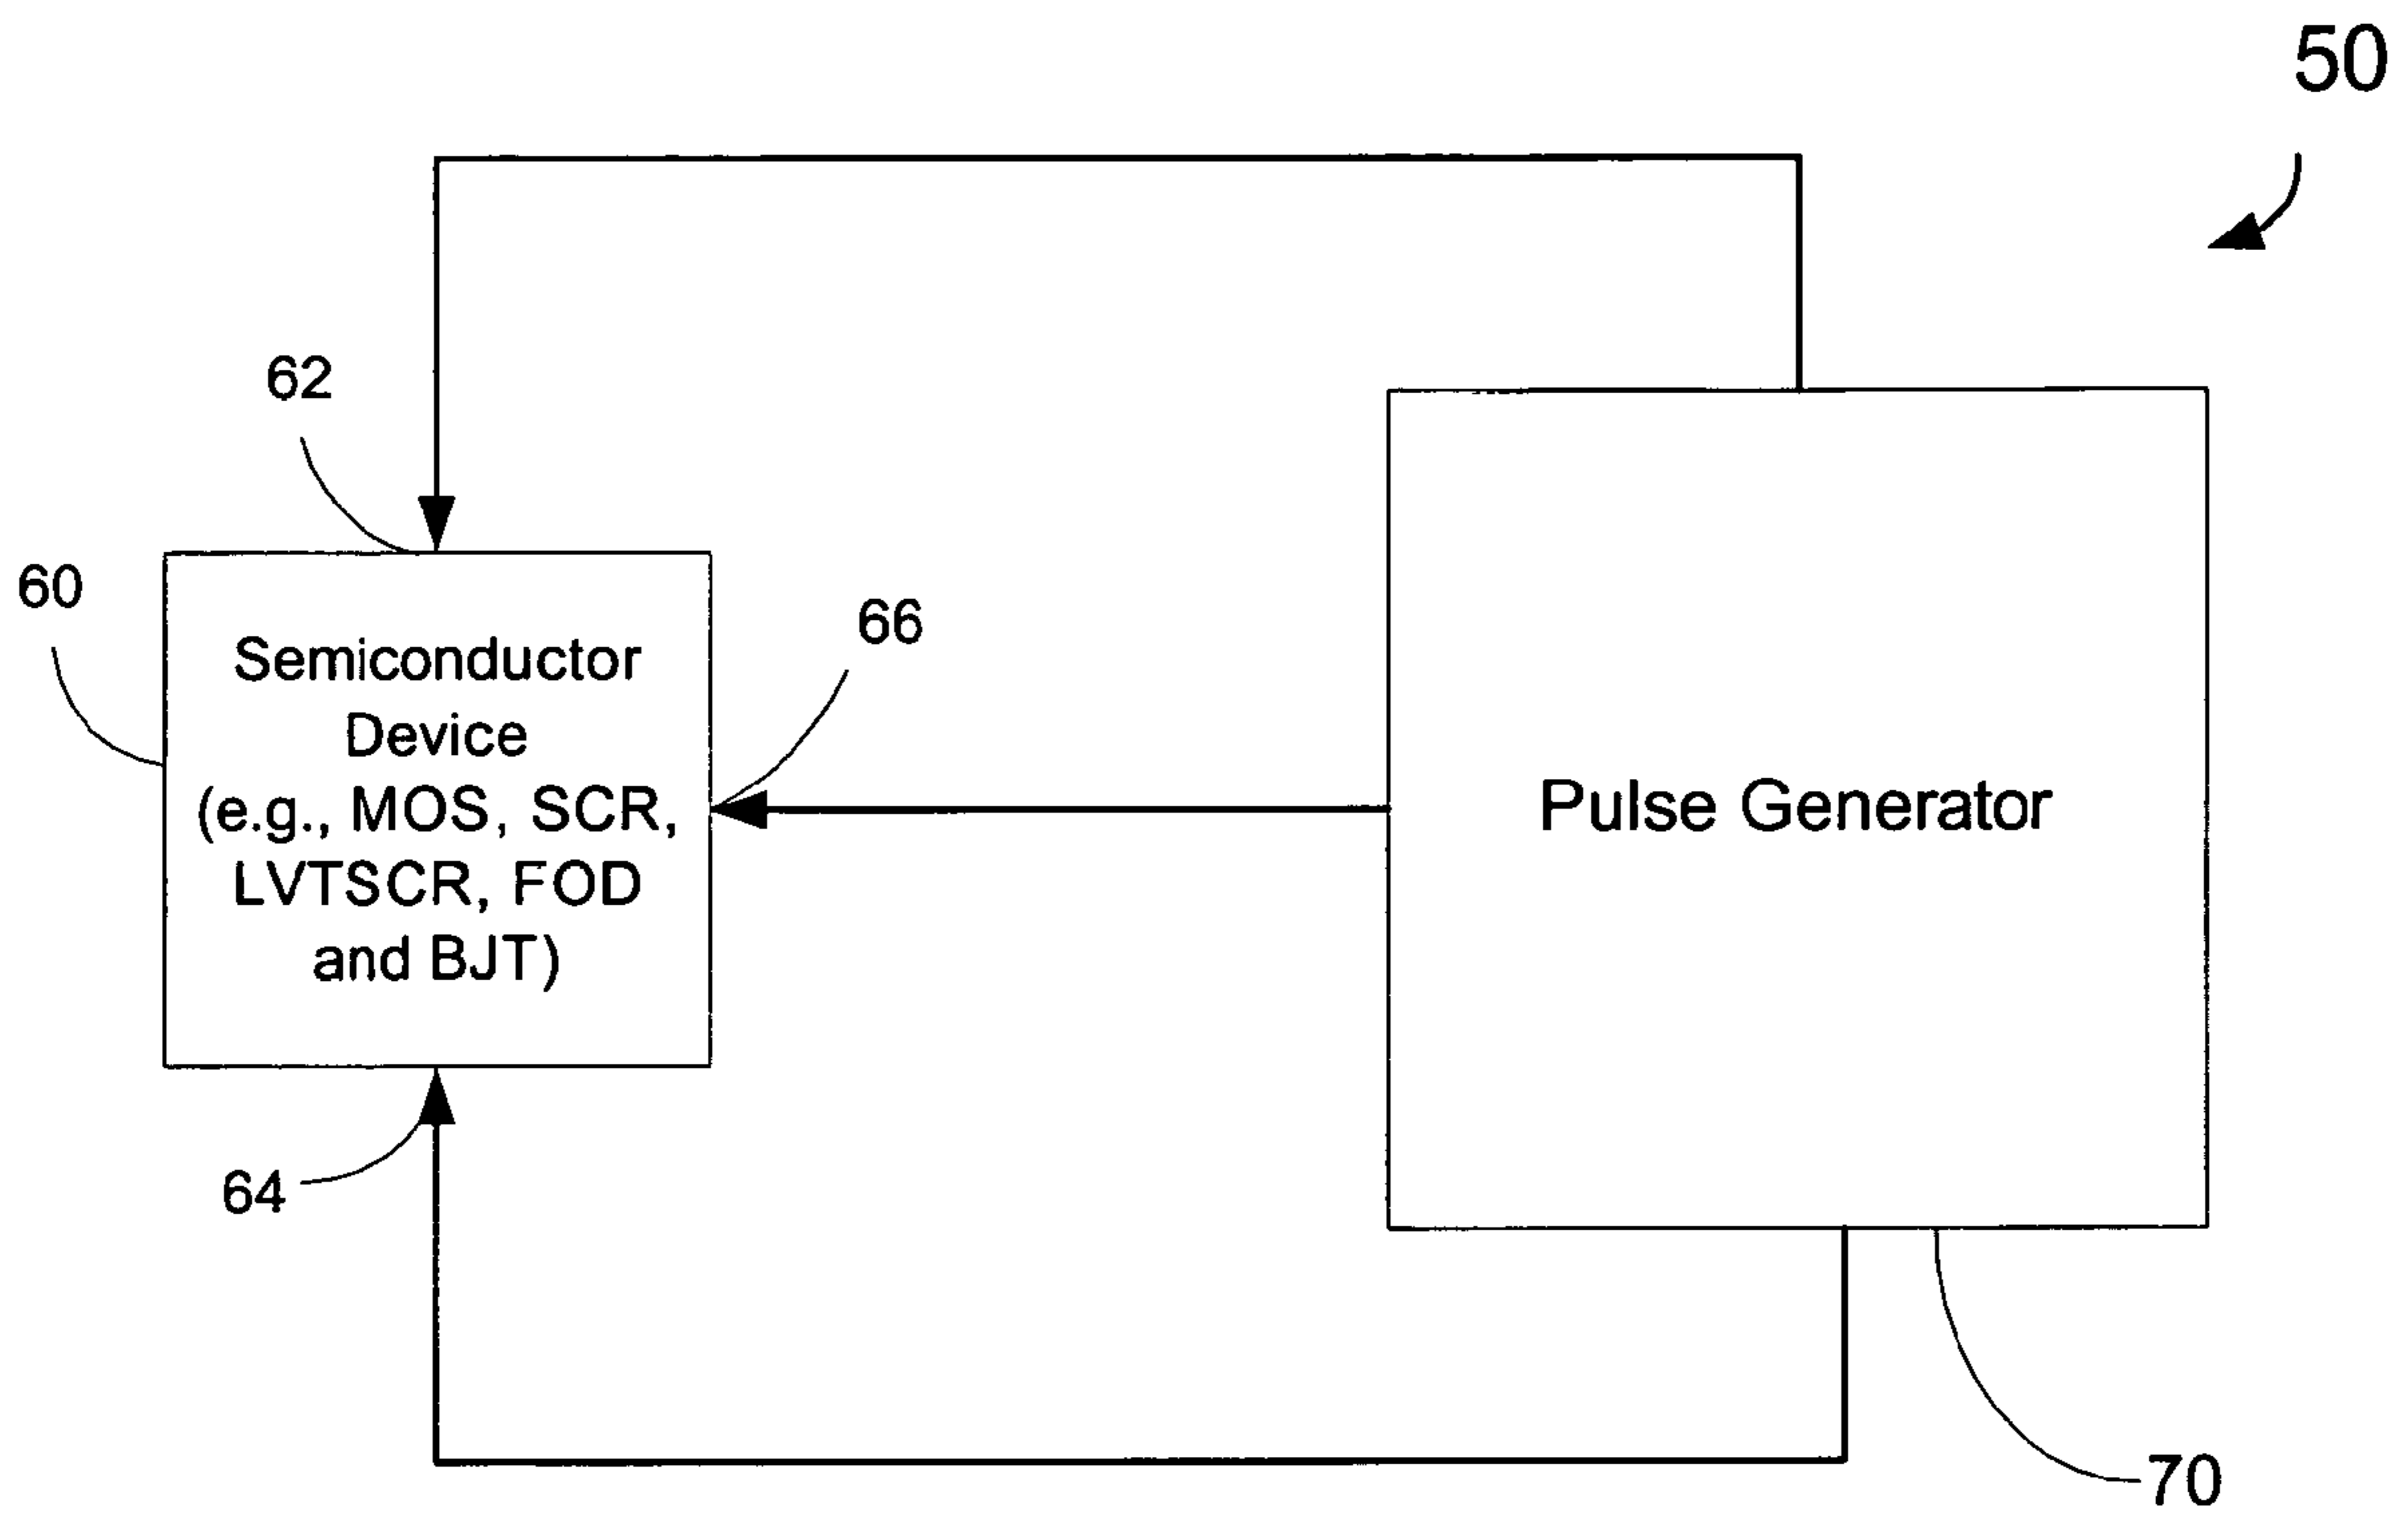 50
62
60
66
Semiconductor
Device
(e.g., MOS, SCR,
LVTSCR, FOD
and BJT)
Pulse Generator
64
70